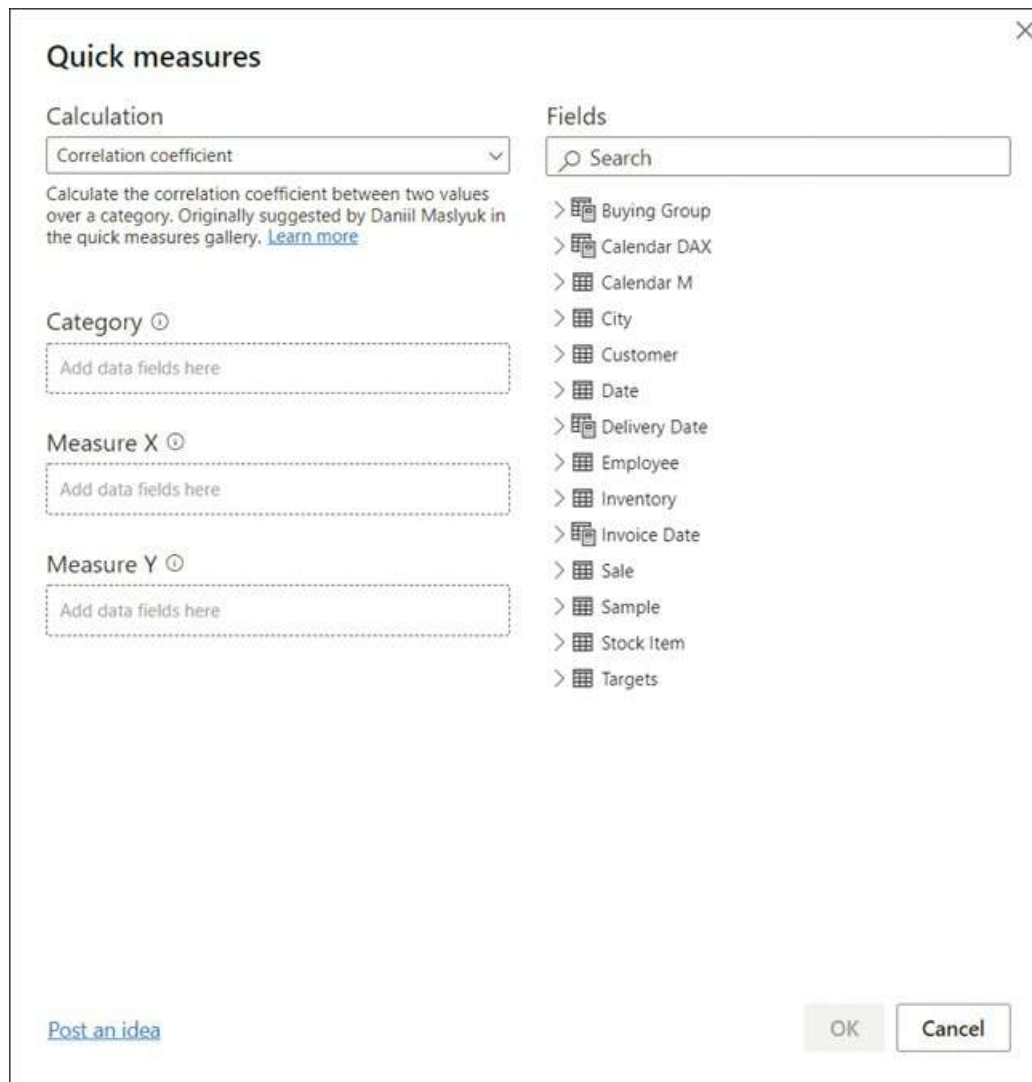 Quick measures
Calculation
Correlation coefficient
Calculate the correlation coefficient between two values
over a category. Originally suggested by Daniil Maslyuk in
the quick measures gallery. Learn more
Category
Add data fields here
Measure X
Add data fields here
Measure Y
Add data fields here
Fields
Search
Buying Group
Calendar DAX
Calendar M
City
Customer
Date
Delivery Date
Employee
Inventory
Invoice Date
Sale
Sample
Stock Item
Targets
Post an idea
OK
Cancel